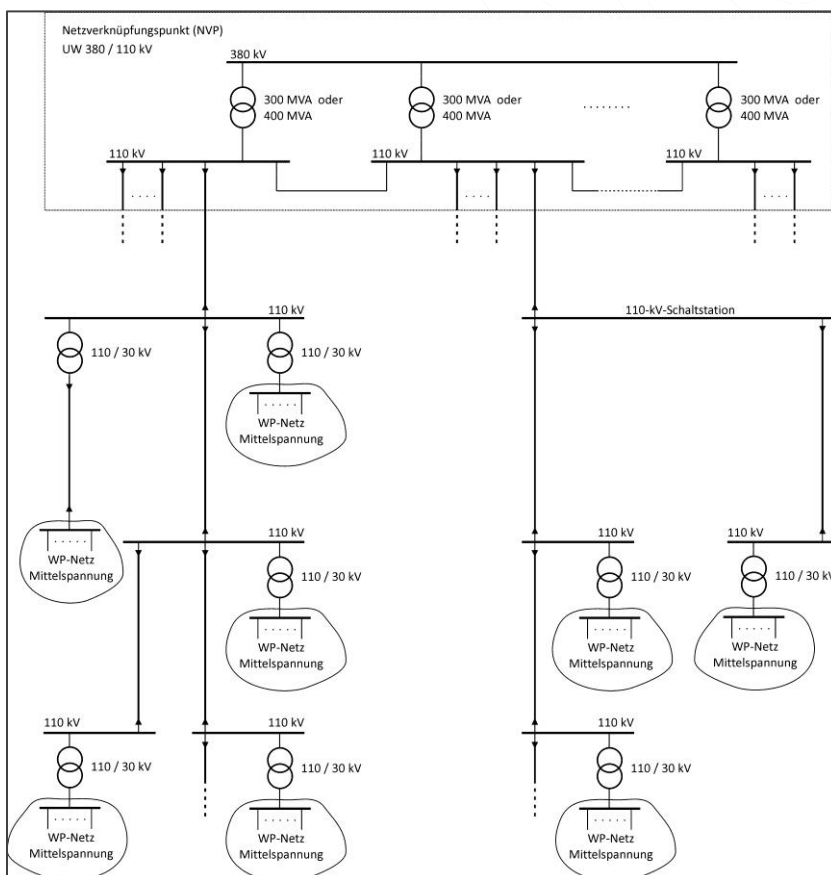 Netzverknüpfungspunkt (NVP)
UW 380 / 110 kV
380 kV
300 MVA oder
400 MVA
300 MVA oder
400 MVA
300 MVA oder
400 MVA
110 kV
110 kV
110 kV
110 kV
110-kV-Schaltstation
110 / 30 kV
110 / 30 kV
WP-Netz
Mittelspannung
WP-Netz
Mittelspannung
110 kV
110 kV
110 kV
110 / 30 kV
110 / 30 kV
110 / 30 kV
WP-Netz
Mittelspannung
WP-Netz
Mittelspannung
WP-Netz
Mittelspannung
110 kV
110 kV
110 kV
110 / 30 kV
110 / 30 kV
110 / 30 kV
WP-Netz
Mittelspannung
WP-Netz
Mittelspannung
WP-Netz
Mittelspannung